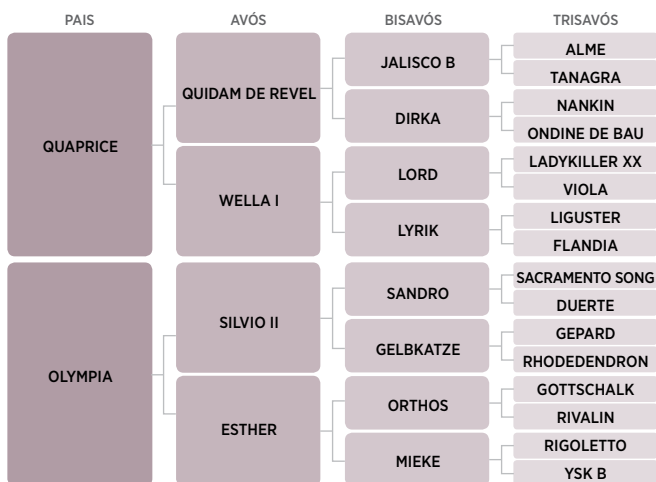 PAIS
AVÓS
BISAVÓS
TRISAVÓS
QUAPRICE
QUIDAM DE REVEL
JALISCO B
ALME
TANAGRA
DIRKA
NANKIN
ONDINE DE BAU
WELLA I
LORD
LADYKILLER XX
VIOLA
LYRIK
LIGUSTER
FLANDIA
OLYMPIA
SILVIO II
SANDRO
SACRAMENTO SONG
DUERTE
GELBKATZE
GEPARD
RHODEDENDRON
ESTHER
ORTHOS
GOTTSCHALK
RIVALIN
MIEKE
RIGOLETTO
YSK B